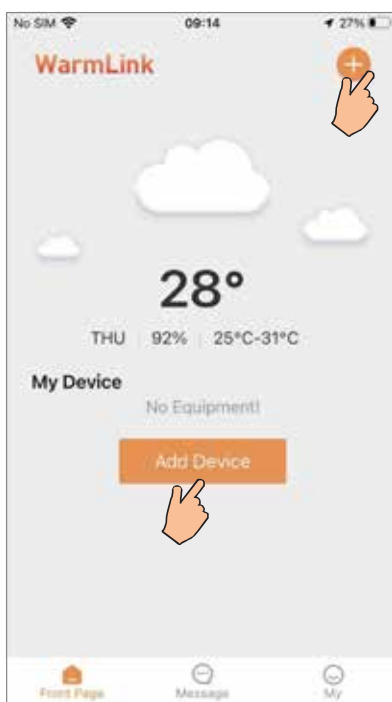 No SIM 09:14 27%
WarmLink
28°
THU 92% 25°C-31°C
My Device
No Equipment!
Add Device
Front Page Message My